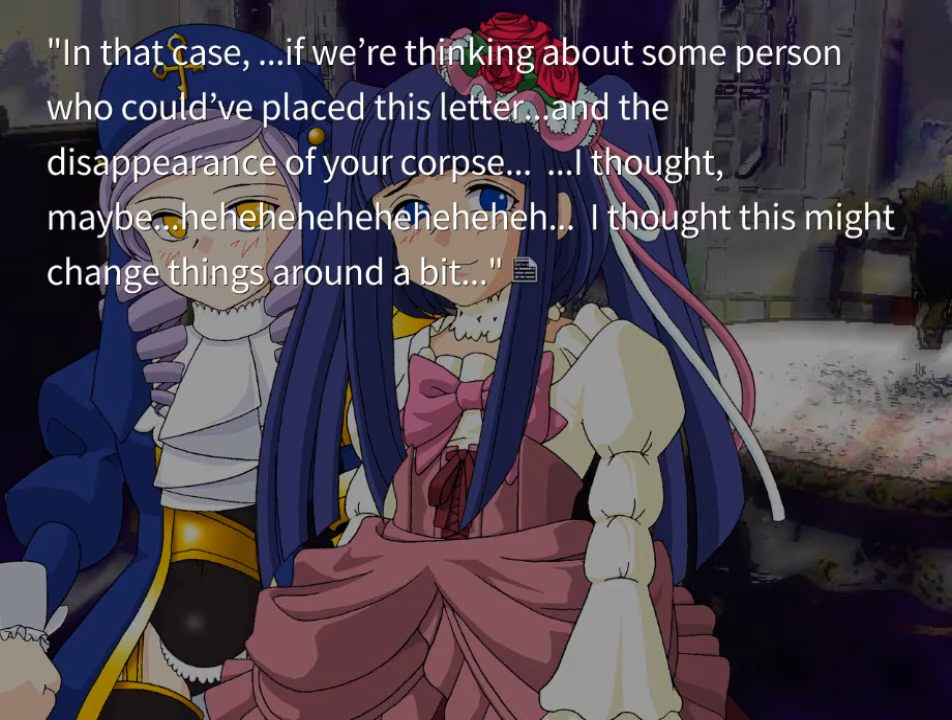 "In that case, ...if we’re thinking about some person
who could’ve placed this letter...and the
disappearance of your corpse...  ...I thought,
maybe...heheheheheheheheheh...  I thought this might
change things around a bit..."